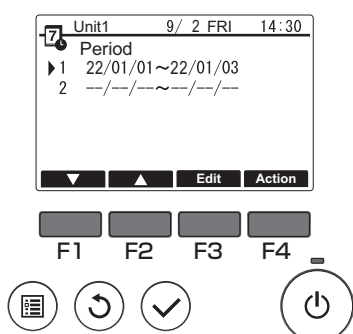 7 Unit1 9/ 2 FRI 14:30
Period
1 22/01/01~22/01/03
2 --/--/--~--/--/--
Edit Action
F1 F2 F3 F4